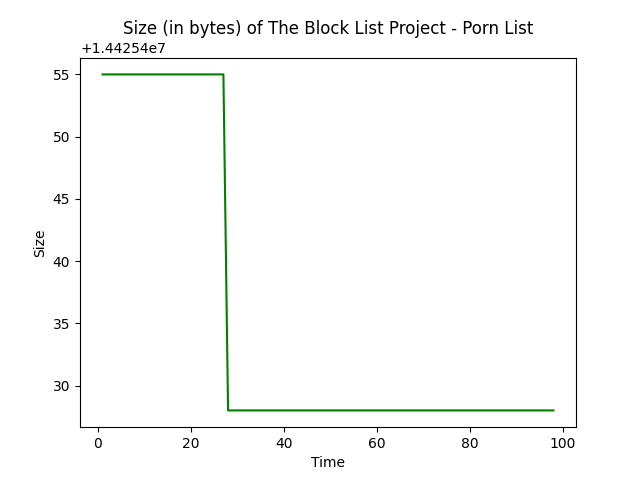 Size (in bytes) of The Block List Project - Porn List
+1.44254e7
55
50
45
40
35
30
Size
0 20 40 60 80 100
Time